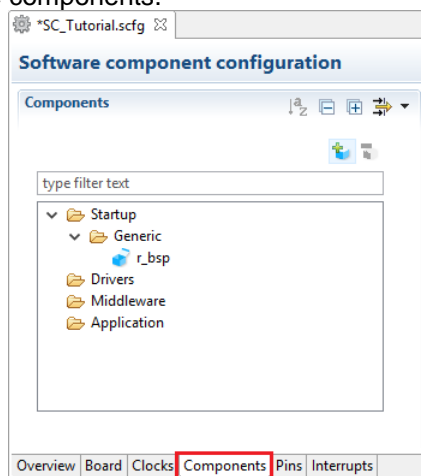 components.
*SC_Tutorial.scfg
Software component configuration
Components
type filter text
Startup
Generic
r_bsp
Drivers
Middleware
Application
Overview Board Clocks Components Pins Interrupts